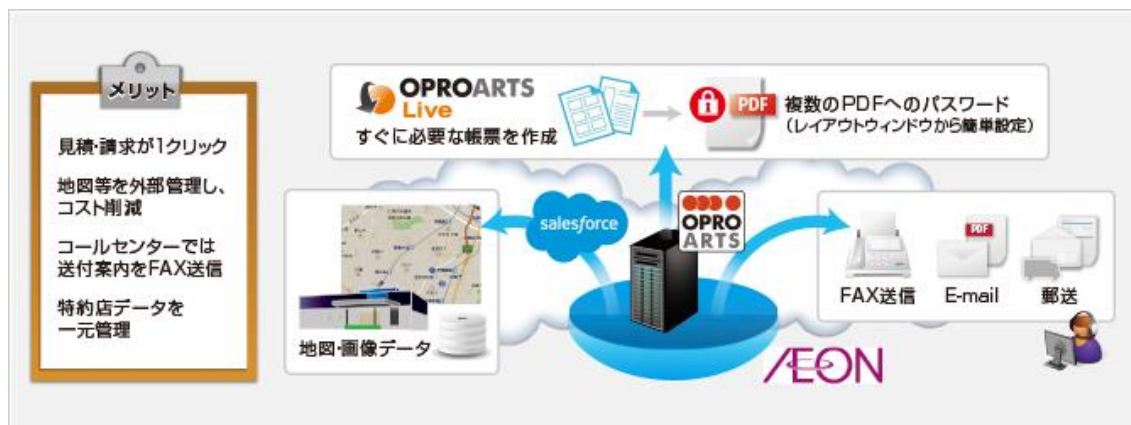 メリット
見積・請求が1クリック
地図等を外部管理し、
コスト削減
コールセンターでは
送付案内をFAX送信
特約店データを
一元管理
OPROARTS
Live
すぐに必要な帳票を作成
PDF
複数のPDFへのパスワード
(レイアウトウィンドウから簡単設定)
salesforce
OPRO
ARTS
地図・画像データ
PDF
FAX送信
E-mail
郵送
ÆON